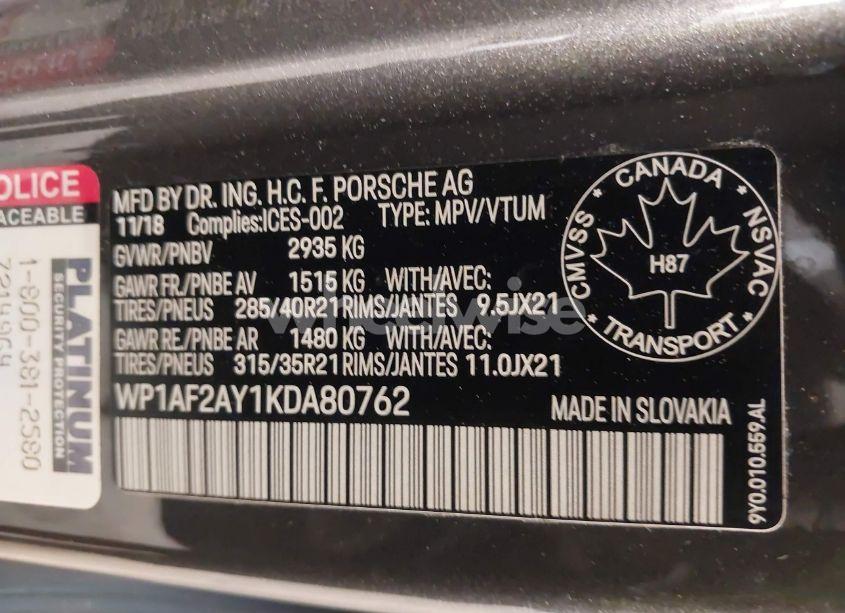 OLICE
ACEABLE
PLATINUM
SECURITY PROTECTION
1-800-381-2580
MFD BY DR. ING. H.C. F. PORSCHE AG
11/18 Complies:ICES-002 TYPE: MPV/VTUM
GVWR/PNBV 2935 KG
GAWR FR./PNBE AV 1515 KG WITH/AVEC:
TIRES/PNEUS 285/40R21 RIMS/JANTES 9.5JX21
GAWR RE./PNBE AR 1480 KG WITH/AVEC:
TIRES/PNEUS 315/35R21 RIMS/JANTES 11.0JX21
WP1AF2AY1KDA80762 MADE IN SLOVAKIA
CMVSS CANADA NSVAC
H87
TRANSPORT
9Y0.010.559.AL